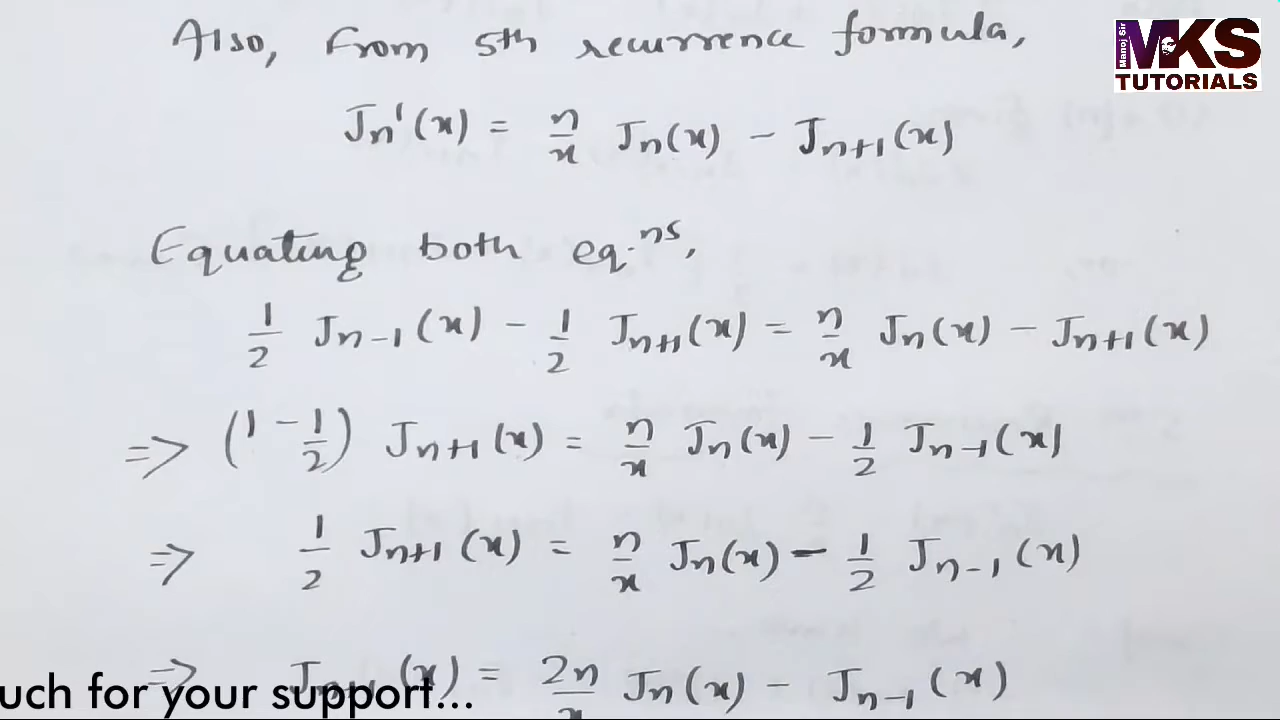 Also, From 5th recurrence formula,
Manoj Sir MKS
TUTORIALS
Jn'(x) = n/x Jn(x) - Jn+1(x)
Equating both eq.ns,
1/2 Jn-1(x) - 1/2 Jn+1(x) = n/x Jn(x) - Jn+1(x)
=> (1 - 1/2) Jn+1(x) = n/x Jn(x) - 1/2 Jn-1(x)
=> 1/2 Jn+1(x) = n/x Jn(x) - 1/2 Jn-1(x)
=> Jn+1(x) = 2n/x Jn(x) - Jn-1(x)
uch for your support...